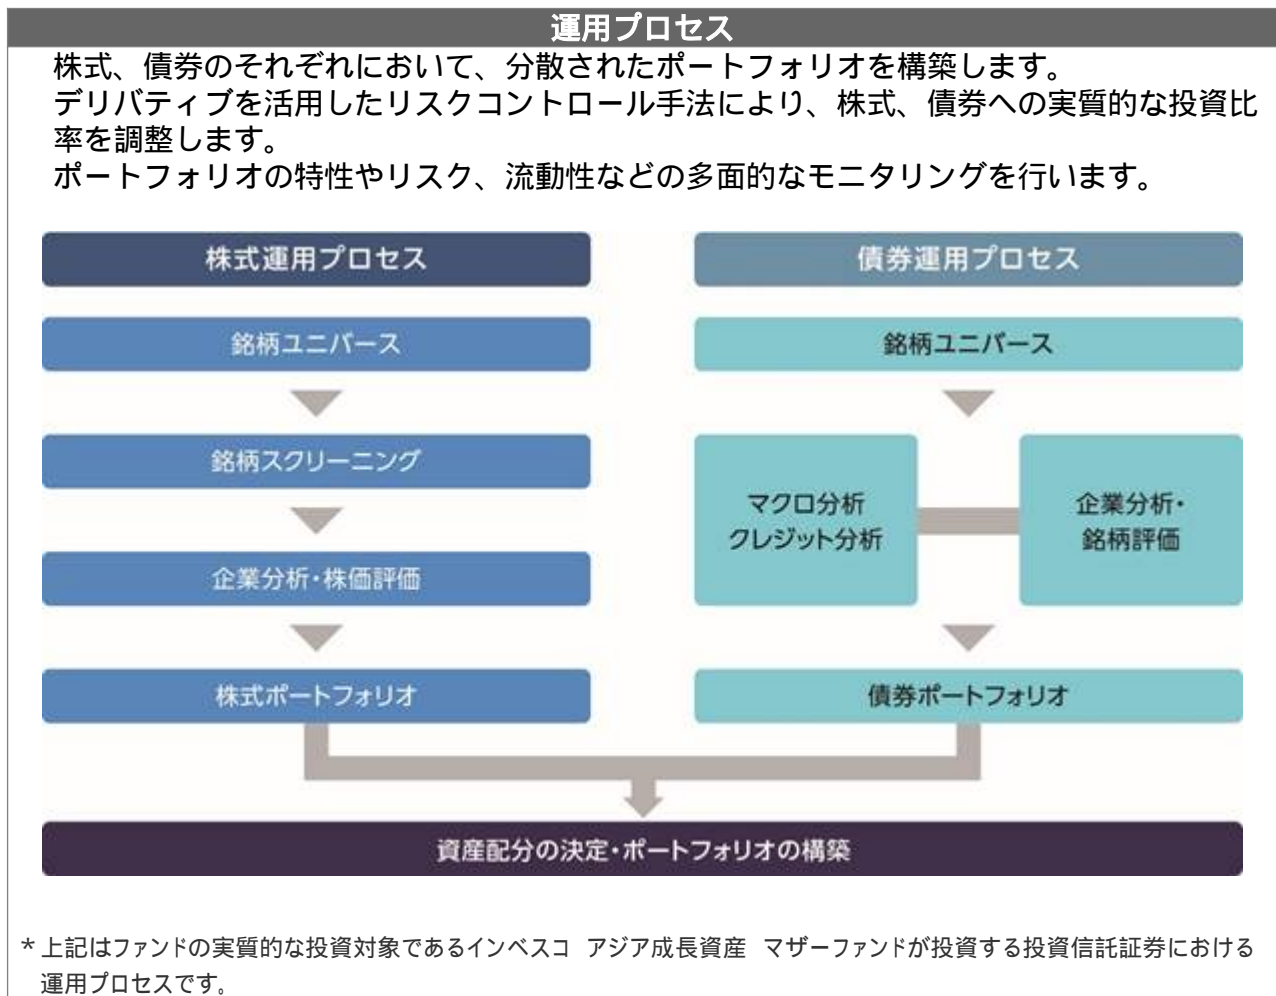 運用プロセス
株式、債券のそれぞれにおいて、分散されたポートフォリオを構築します。
デリバティブを活用したリスクコントロール手法により、株式、債券への実質的な投資比
率を調整します。
ポートフォリオの特性やリスク、流動性などの多面的なモニタリングを行います。
株式運用プロセス
銘柄ユニバース
銘柄スクリーニング
企業分析・株価評価
株式ポートフォリオ
債券運用プロセス
銘柄ユニバース
マクロ分析
クレジット分析
企業分析・
銘柄評価
債券ポートフォリオ
資産配分の決定・ポートフォリオの構築
* 上記はファンドの実質的な投資対象であるインベスコ アジア成長資産 マザーファンドが投資する投資信託証券における
運用プロセスです。